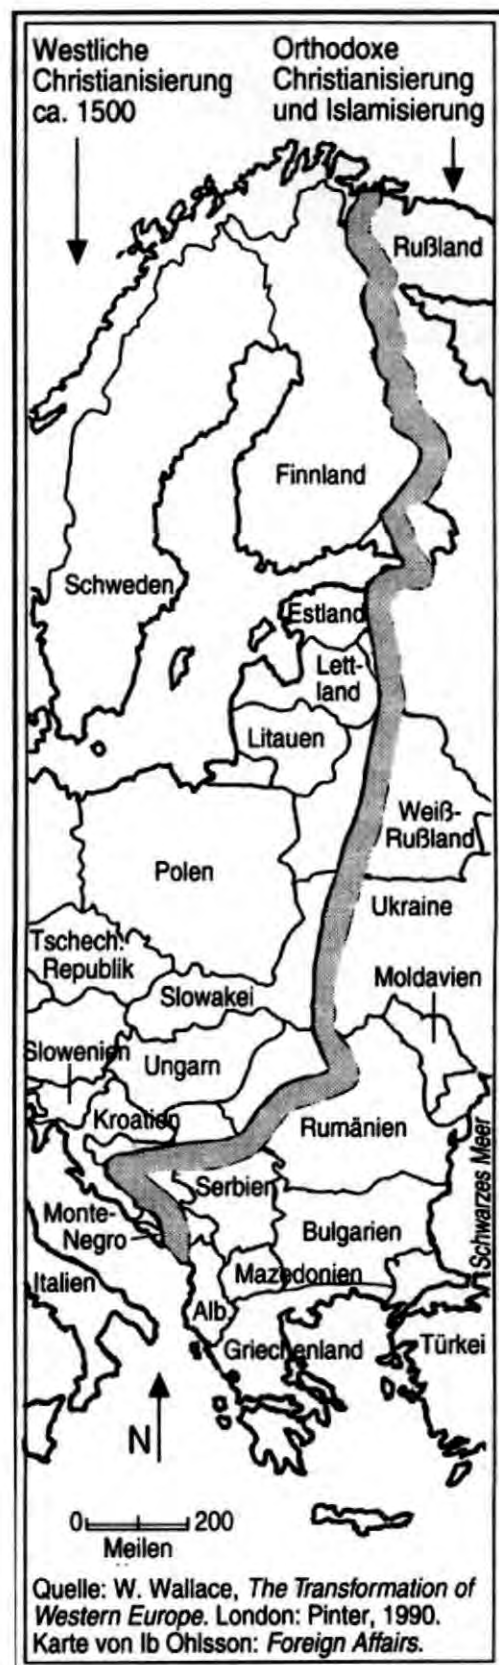 Westliche
Christianisierung
ca. 1500
Orthodoxe
Christianisierung
und Islamisierung
Rußland
Finnland
Schweden
Estland
Lett-
land
Litauen
Weiß-
Rußland
Polen
Ukraine
Tschech.
Republik
Moldavien
Slowakei
Slowenien
Ungarn
Kroatien
Rumänien
Schwarzes Meer
Serbien
Monte-
Negro
Bulgarien
Italien
Mazedonien
Alb.
Griechenland
Türkei
N
0 200
Meilen
Quelle: W. Wallace, The Transformation of
Western Europe. London: Pinter, 1990.
Karte von Ib Ohlsson: Foreign Affairs.